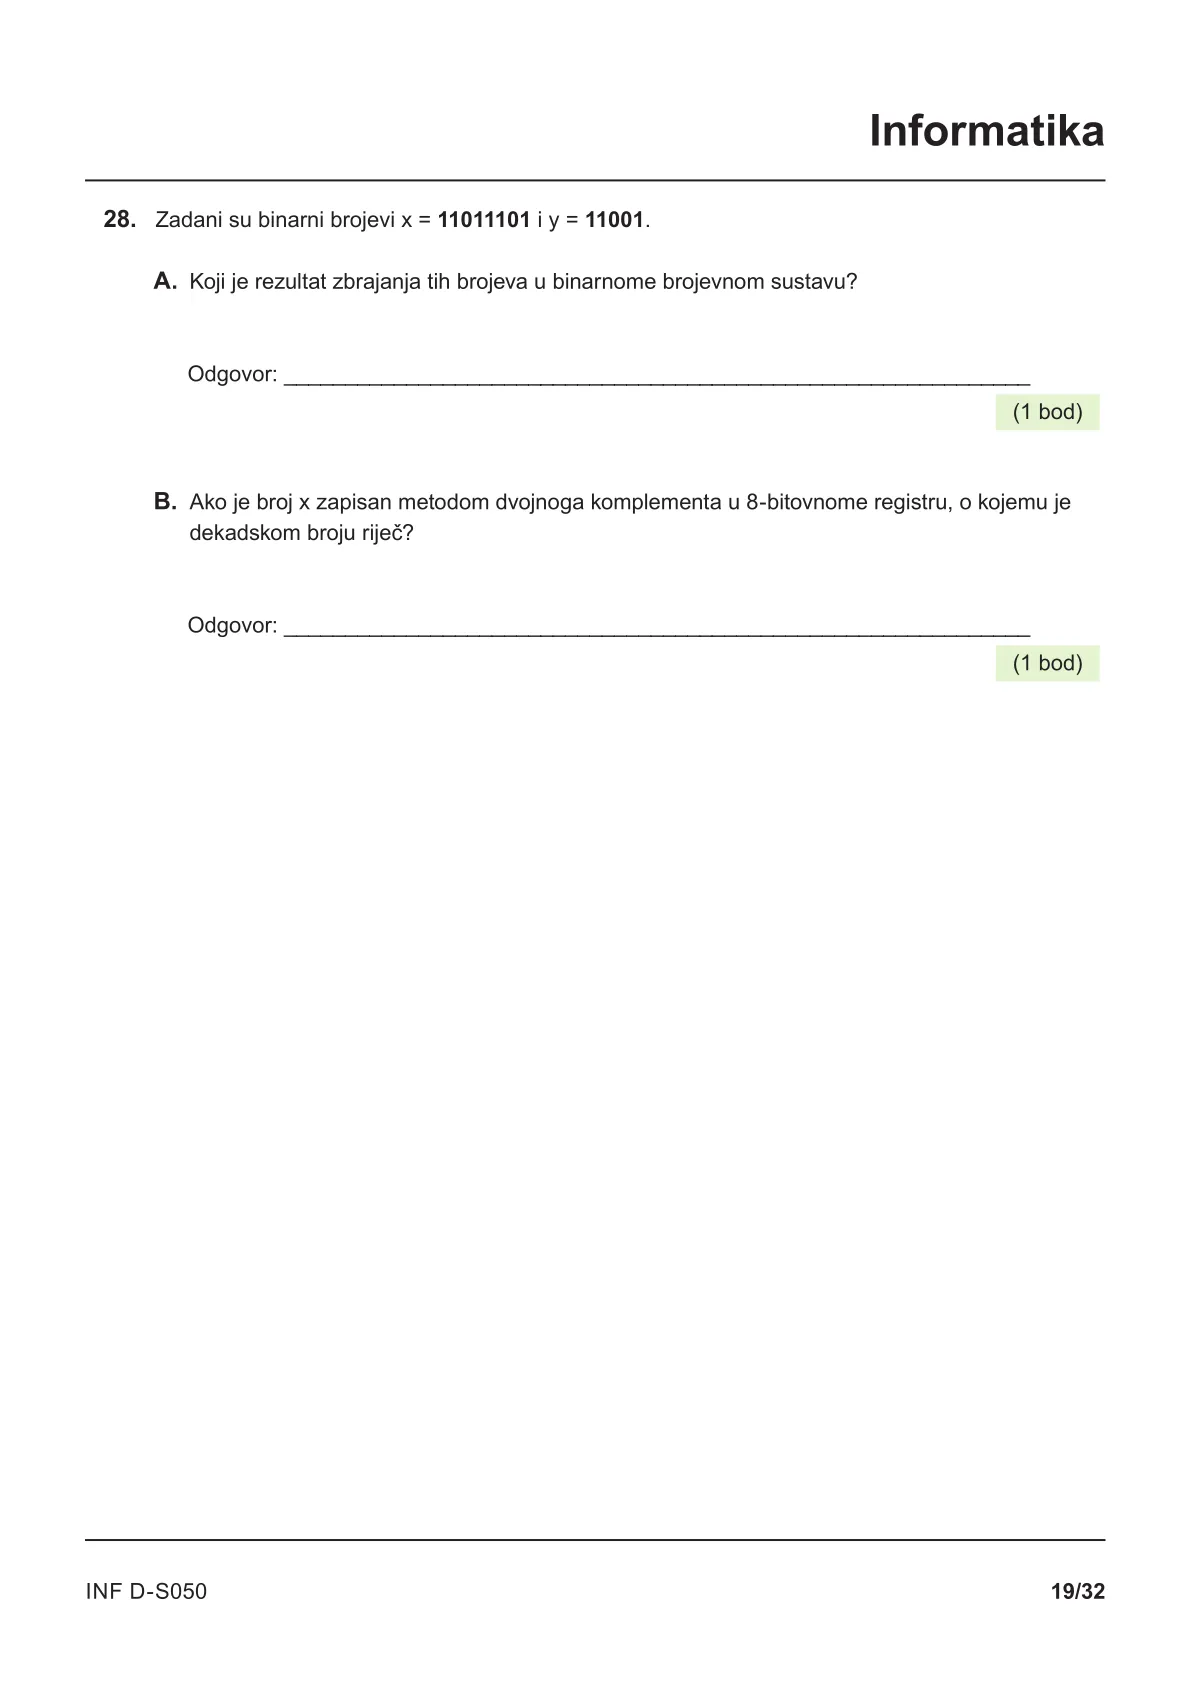 Informatika
28. Zadani su binarni brojevi x = 11011101 i y = 11001.
A. Koji je rezultat zbrajanja tih brojeva u binarnome brojevnom sustavu?
Odgovor: ______________________________________________________________
(1 bod)
B. Ako je broj x zapisan metodom dvojnoga komplementa u 8-bitovnome registru, o kojemu je
dekadskom broju riječ?
Odgovor: ______________________________________________________________
(1 bod)
INF D-S050
19/32